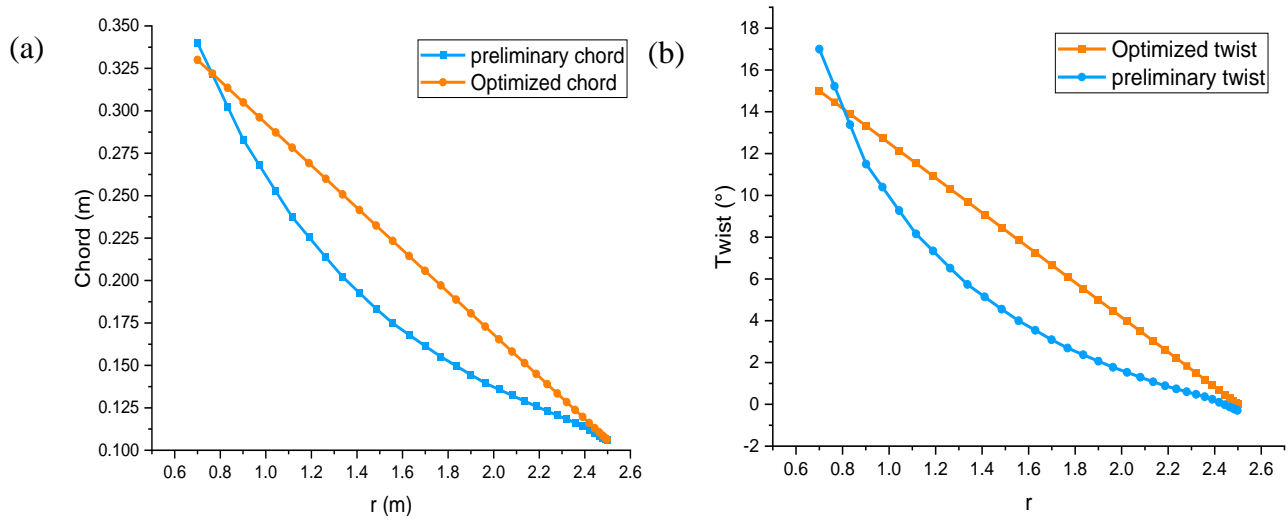 (a)
Chord (m)
0.350
0.325
0.300
0.275
0.250
0.225
0.200
0.175
0.150
0.125
0.100
preliminary chord
Optimized chord
0.6 0.8 1.0 1.2 1.4 1.6 1.8 2.0 2.2 2.4 2.6
r (m)
(b)
Twist (°)
18
16
14
12
10
8
6
4
2
0
-2
Optimized twist
preliminary twist
0.6 0.8 1.0 1.2 1.4 1.6 1.8 2.0 2.2 2.4 2.6
r